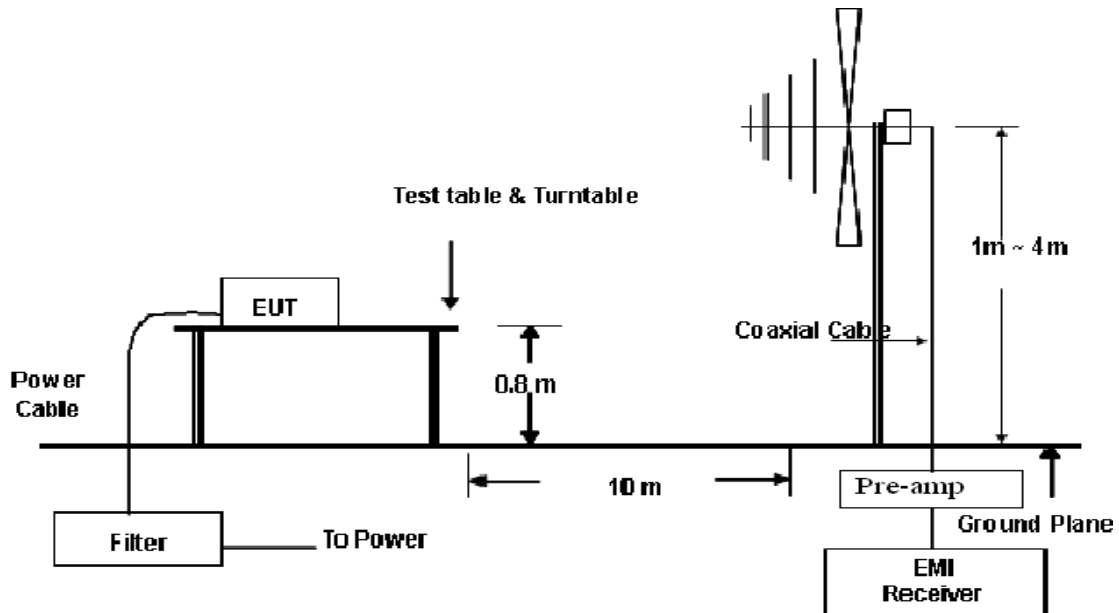 Test table & Turntable
1m ~ 4m
EUT
Coaxial Cable
0.8 m
Power
Cable
10 m
Pre-amp
Ground Plane
Filter
To Power
EMI
Receiver